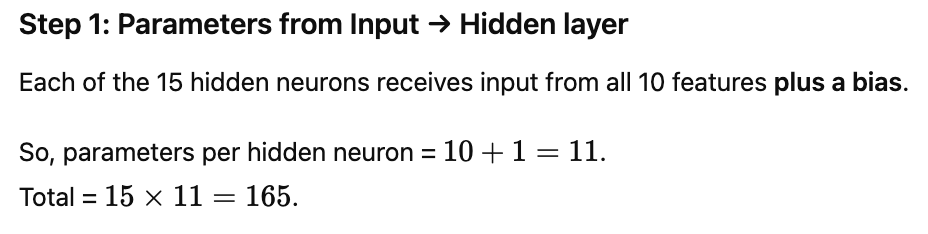 Step 1: Parameters from Input → Hidden layer
Each of the 15 hidden neurons receives input from all 10 features plus a bias.
So, parameters per hidden neuron = 10 + 1 = 11.
Total = 15 × 11 = 165.